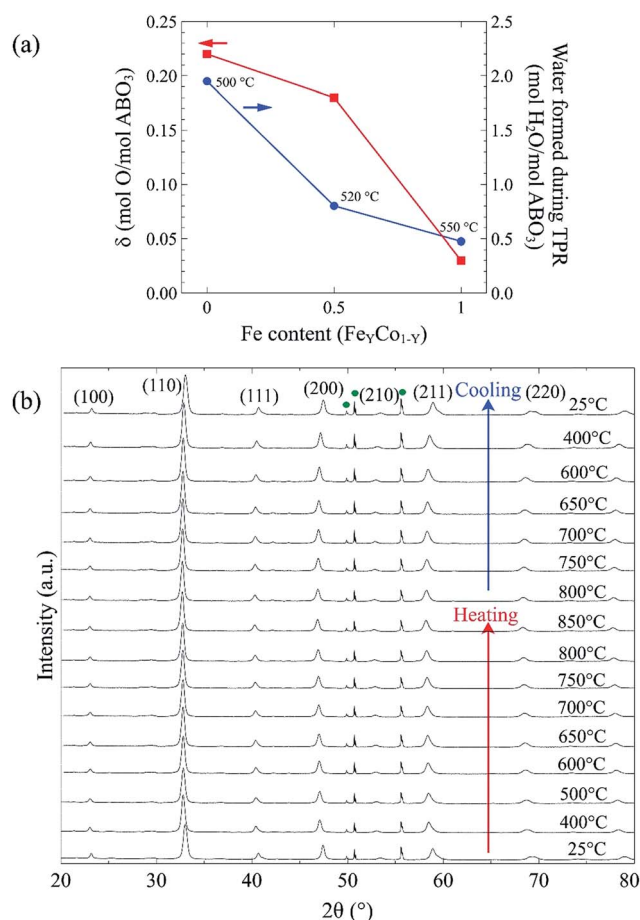 (a)
0.25
0.20
0.15
0.10
0.05
0.00
δ (mol O/mol ABO₃)
500 °C
520 °C
550 °C
2.5
2.0
1.5
1.0
0.5
0.0
Water formed during TPR
(mol H₂O/mol ABO₃)
0 0.5 1
Fe content (Fe_YCo_{1-Y})
(b)
(100) (110) (111) (200) (210) (211) Cooling (220) 25°C
400°C
600°C
650°C
700°C
750°C
800°C
Heating 850°C
800°C
750°C
700°C
650°C
600°C
500°C
400°C
25°C
Intensity (a.u.)
20 30 40 50 60 70 80
2θ (°)